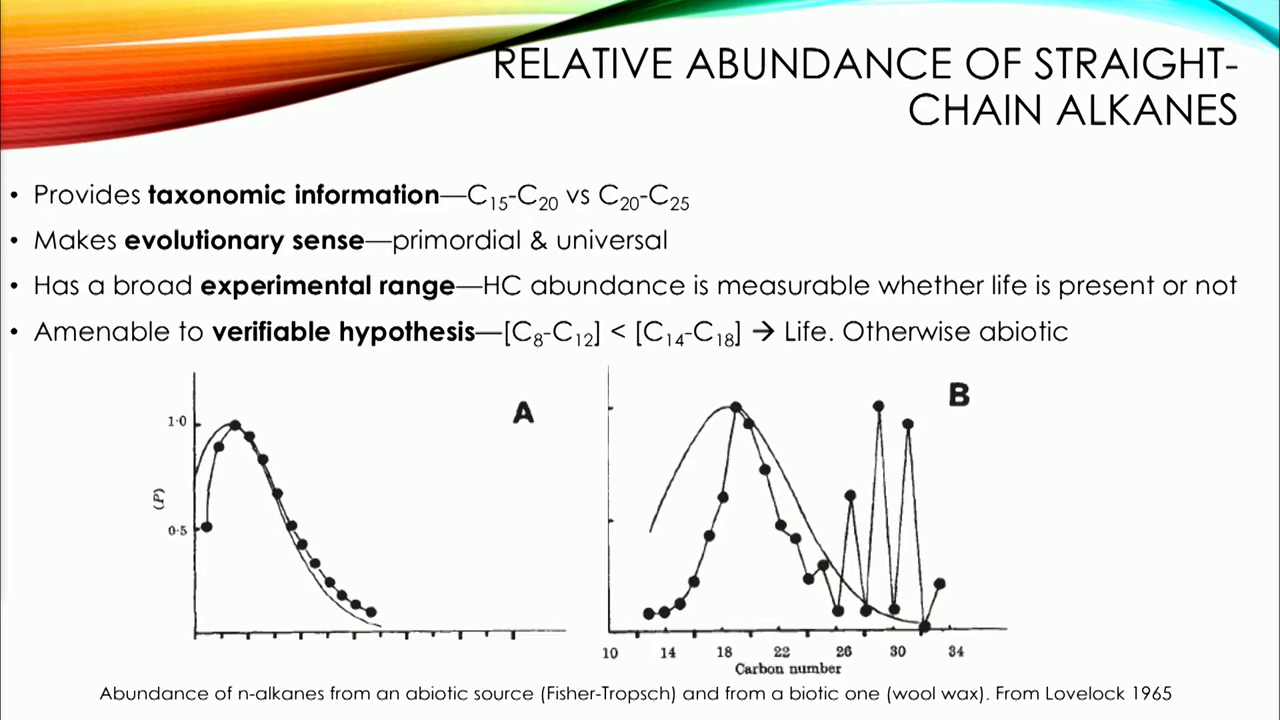 RELATIVE ABUNDANCE OF STRAIGHT-
CHAIN ALKANES
• Provides taxonomic information—C₁₅-C₂₀ vs C₂₀-C₂₅
• Makes evolutionary sense—primordial & universal
• Has a broad experimental range—HC abundance is measurable whether life is present or not
• Amenable to verifiable hypothesis—[C₈-C₁₂] < [C₁₄-C₁₈] → Life. Otherwise abiotic
A
B
1·0
(P)
0·5
10 14 18 22 26 30 34
Carbon number
Abundance of n-alkanes from an abiotic source (Fisher-Tropsch) and from a biotic one (wool wax). From Lovelock 1965